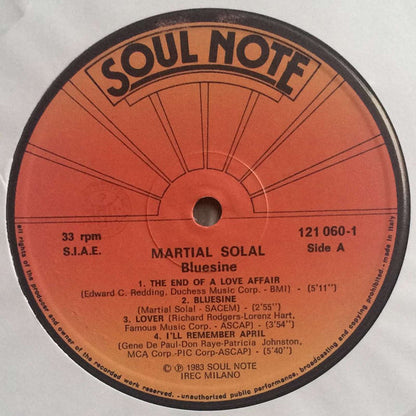 SOUL NOTE
33 rpm
S.I.A.E.
121 060-1
Side A
MARTIAL SOLAL
Bluesine
1. THE END OF A LOVE AFFAIR
(Edward C. Redding, Duchess Music Corp. - BMI) - (5'11'')
2. BLUESINE
(Martial Solal - SACEM) - (2'55'')
3. LOVER (Richard Rodgers-Lorenz Hart,
Famous Music Corp. - ASCAP) - (3'54'')
4. I'LL REMEMBER APRIL
(Gene De Paul-Don Raye-Patricia Johnston,
MCA Corp.-PIC Corp-ASCAP) - (5'40'')
© ℗ 1983 SOUL NOTE
IREC MILANO
all rights of the producer and owner of the recorded work reserved. - unauthorised public performance, broadcasting and copying prohibited. made in Italy